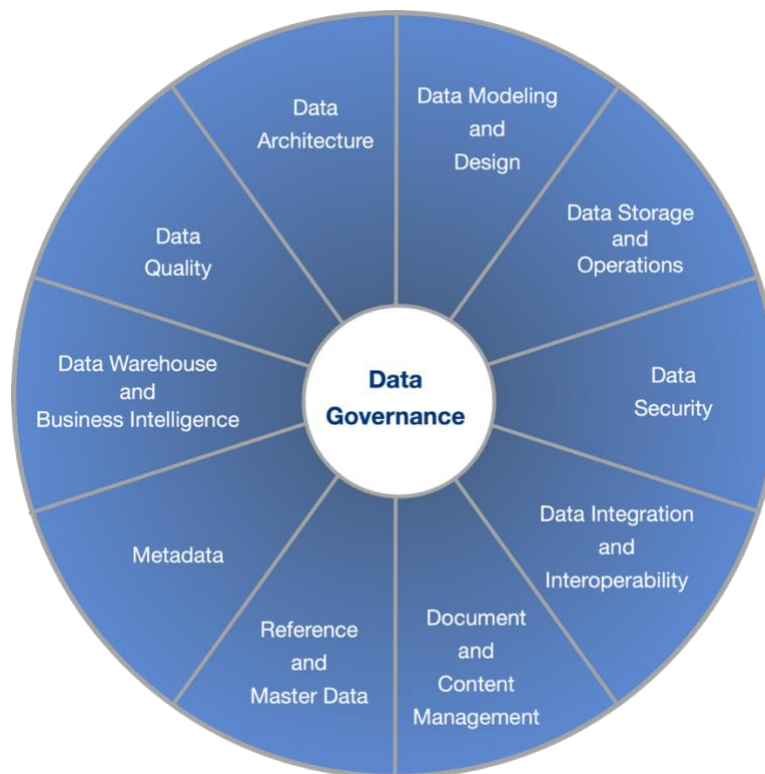 Data
Architecture
Data Modeling
and
Design
Data Storage
and
Operations
Data
Security
Data Integration
and
Interoperability
Document
and
Content
Management
Reference
and
Master Data
Metadata
Data Warehouse
and
Business Intelligence
Data
Quality
Data
Governance